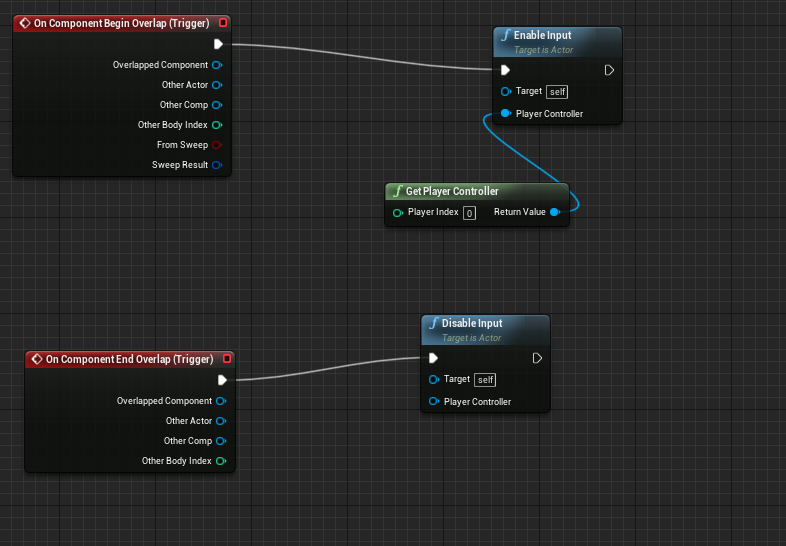 On Component Begin Overlap (Trigger)
Overlapped Component
Other Actor
Other Comp
Other Body Index
From Sweep
Sweep Result
Enable Input
Target is Actor
Target self
Player Controller
Get Player Controller
Player Index 0 Return Value
On Component End Overlap (Trigger)
Overlapped Component
Other Actor
Other Comp
Other Body Index
Disable Input
Target is Actor
Target self
Player Controller